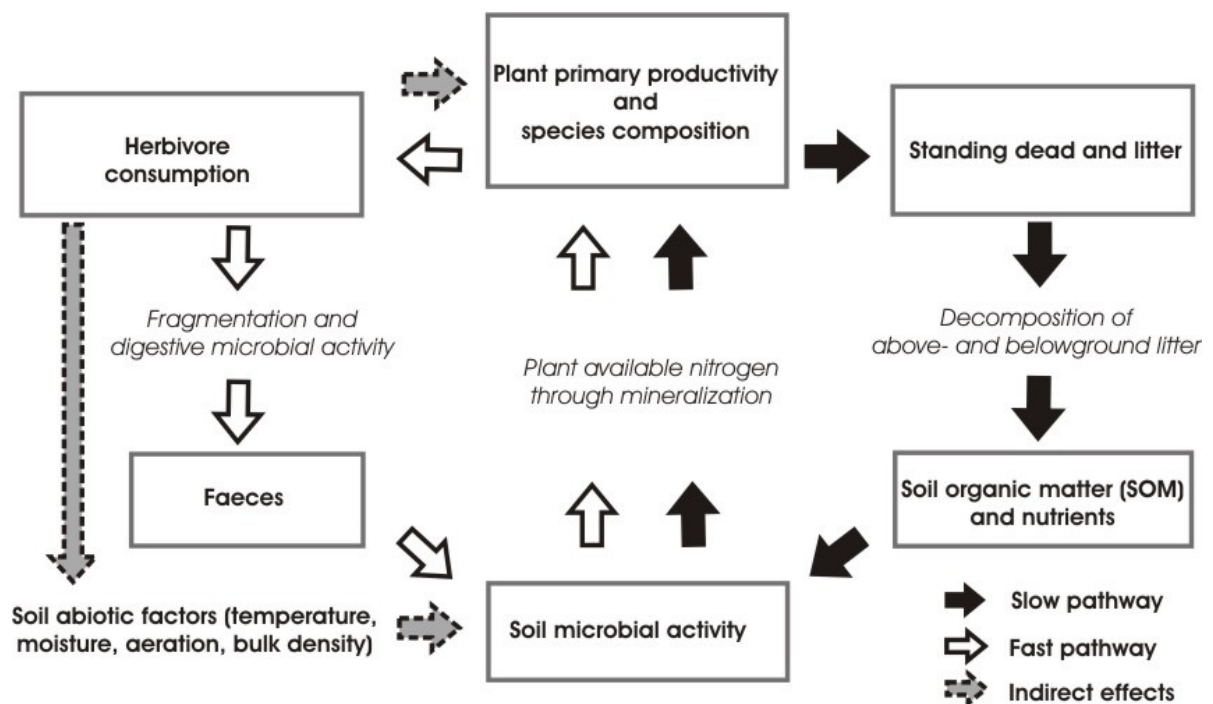 Plant primary productivity
and
species composition
Herbivore
consumption
Standing dead and litter
Fragmentation and
digestive microbial activity
Plant available nitrogen
through mineralization
Decomposition of
above- and belowground litter
Faeces
Soil organic matter (SOM)
and nutrients
Soil abiotic factors (temperature,
moisture, aeration, bulk density)
Soil microbial activity
Slow pathway
Fast pathway
Indirect effects